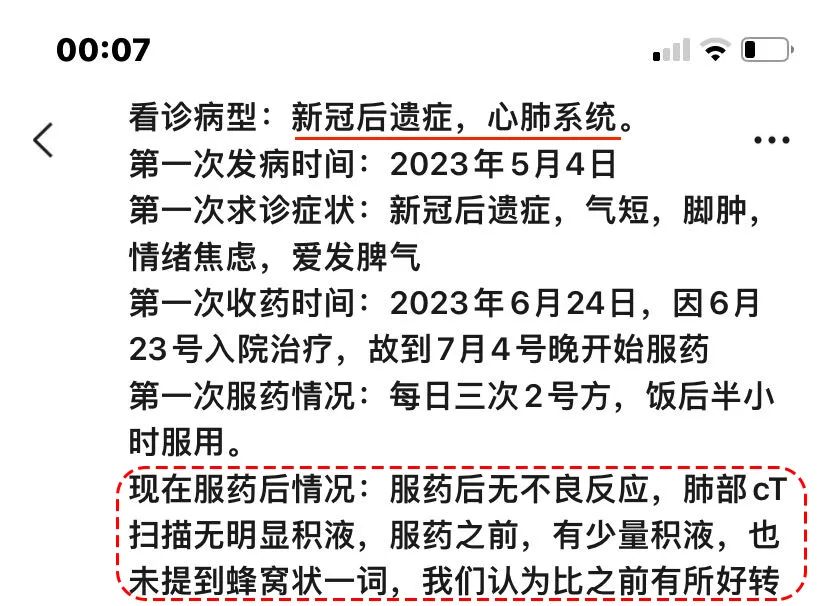 00:07
看诊病型：新冠后遗症，心肺系统。
第一次发病时间：2023年5月4日
第一次求诊症状：新冠后遗症，气短，脚肿，
情绪焦虑，爱发脾气
第一次收药时间：2023年6月24日，因6月
23号入院治疗，故到7月4号晚开始服药
第一次服药情况：每日三次2号方，饭后半小
时服用。
现在服药后情况：服药后无不良反应，肺部cT
扫描无明显积液，服药之前，有少量积液，也
未提到蜂窝状一词，我们认为比之前有所好转